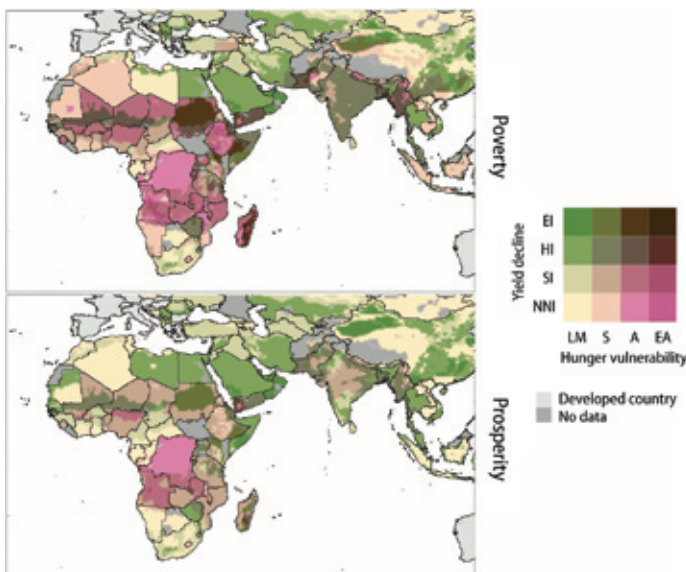 Poverty
Prosperity
Yield decline
EI
HI
SI
NNI
LM S A EA
Hunger vulnerability
Developed country
No data